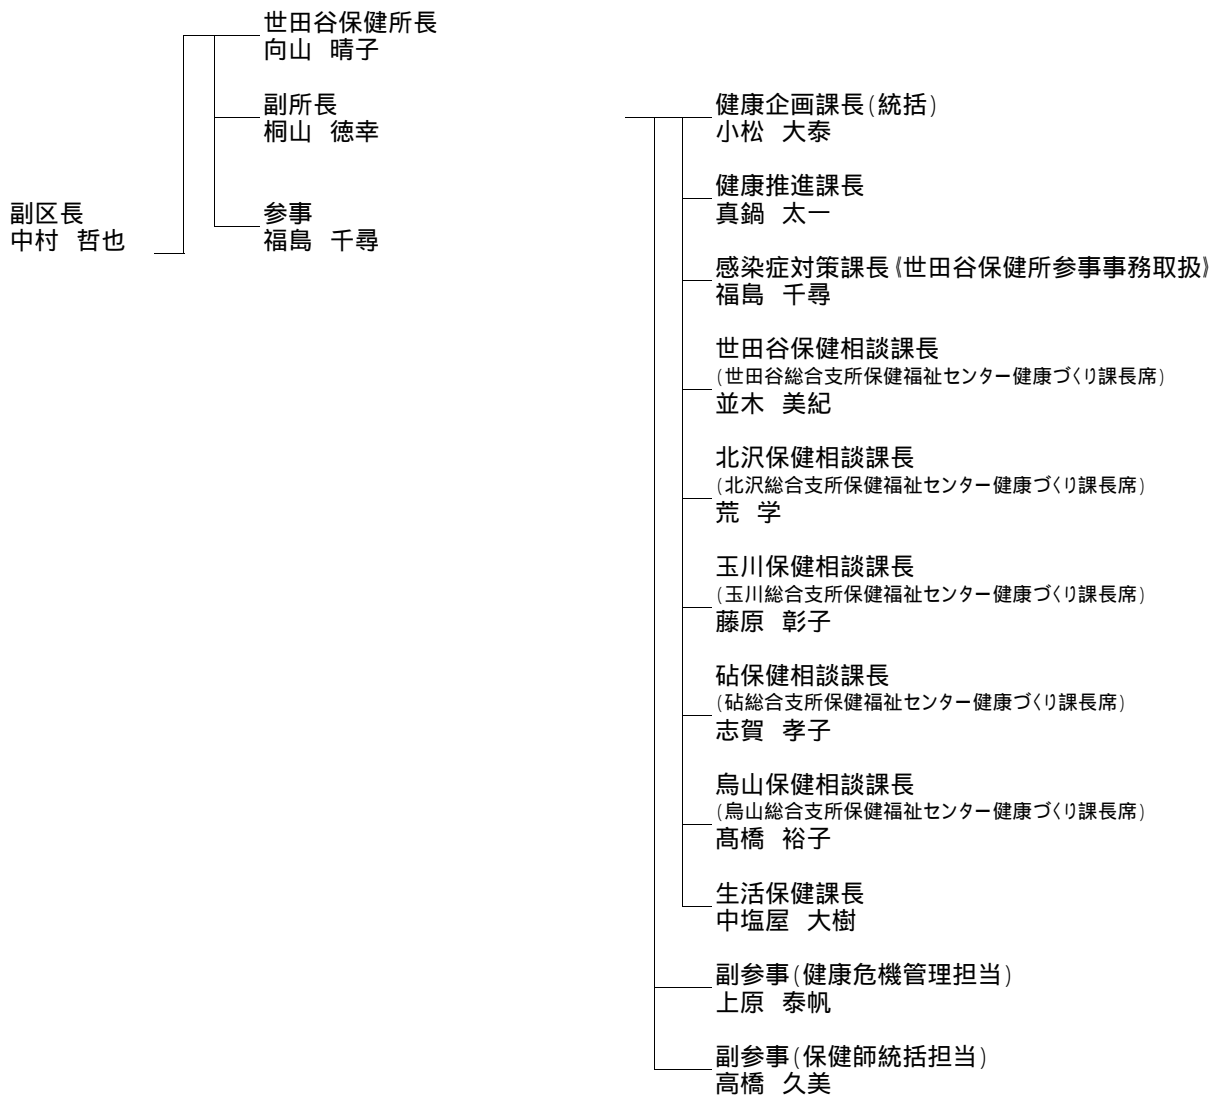 世田谷保健所長
向山 晴子
副所長
桐山 徳幸
参事
福島 千尋
副区長
中村 哲也
健康企画課長(統括)
小松 大泰
健康推進課長
真鍋 太一
感染症対策課長《世田谷保健所参事事務取扱》
福島 千尋
世田谷保健相談課長
(世田谷総合支所保健福祉センター健康づくり課長席)
並木 美紀
北沢保健相談課長
(北沢総合支所保健福祉センター健康づくり課長席)
荒 学
玉川保健相談課長
(玉川総合支所保健福祉センター健康づくり課長席)
藤原 彰子
砧保健相談課長
(砧総合支所保健福祉センター健康づくり課長席)
志賀 孝子
烏山保健相談課長
(烏山総合支所保健福祉センター健康づくり課長席)
髙橋 裕子
生活保健課長
中塩屋 大樹
副参事(健康危機管理担当)
上原 泰帆
副参事(保健師統括担当)
高橋 久美